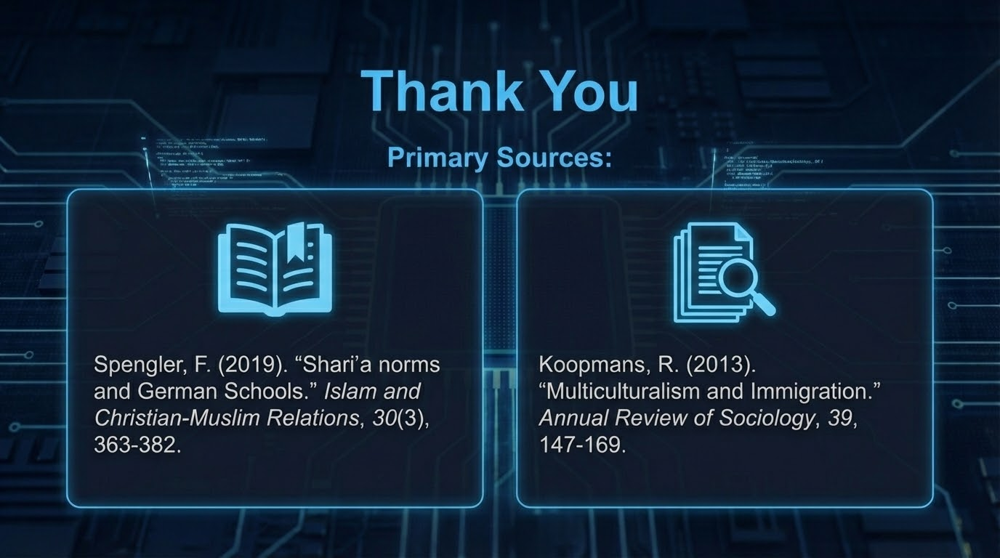 Thank You
Primary Sources:
Spengler, F. (2019). “Shari’a norms
and German Schools.” Islam and
Christian-Muslim Relations, 30(3),
363-382.
Koopmans, R. (2013).
“Multiculturalism and Immigration.”
Annual Review of Sociology, 39,
147-169.